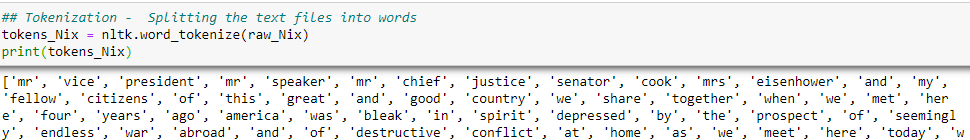 ## Tokenization -  Splitting the text files into words
tokens_Nix = nltk.word_tokenize(raw_Nix)
print(tokens_Nix)
['mr', 'vice', 'president', 'mr', 'speaker', 'mr', 'chief', 'justice', 'senator', 'cook', 'mrs', 'eisenhower', 'and', 'my',
'fellow', 'citizens', 'of', 'this', 'great', 'and', 'good', 'country', 'we', 'share', 'together', 'when', 'we', 'met', 'her
e', 'four', 'years', 'ago', 'america', 'was', 'bleak', 'in', 'spirit', 'depressed', 'by', 'the', 'prospect', 'of', 'seemingl
y', 'endless', 'war', 'abroad', 'and', 'of', 'destructive', 'conflict', 'at', 'home', 'as', 'we', 'meet', 'here', 'today', 'w